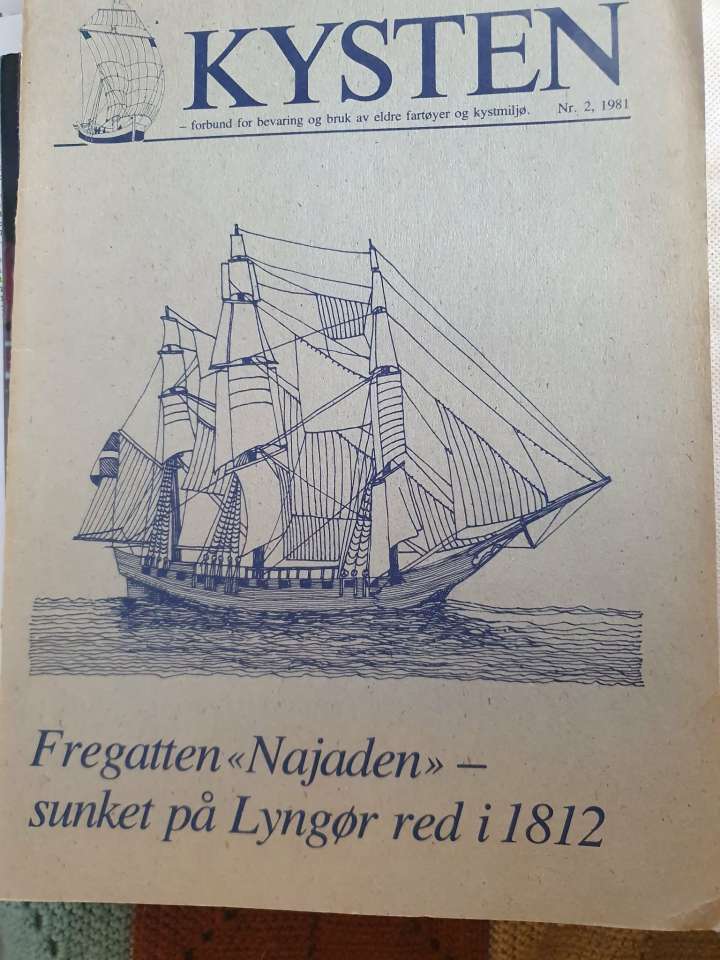 KYSTEN
– forbund for bevaring og bruk av eldre fartøyer og kystmiljø. Nr. 2, 1981
Fregatten «Najaden» –
sunket på Lyngør red i 1812